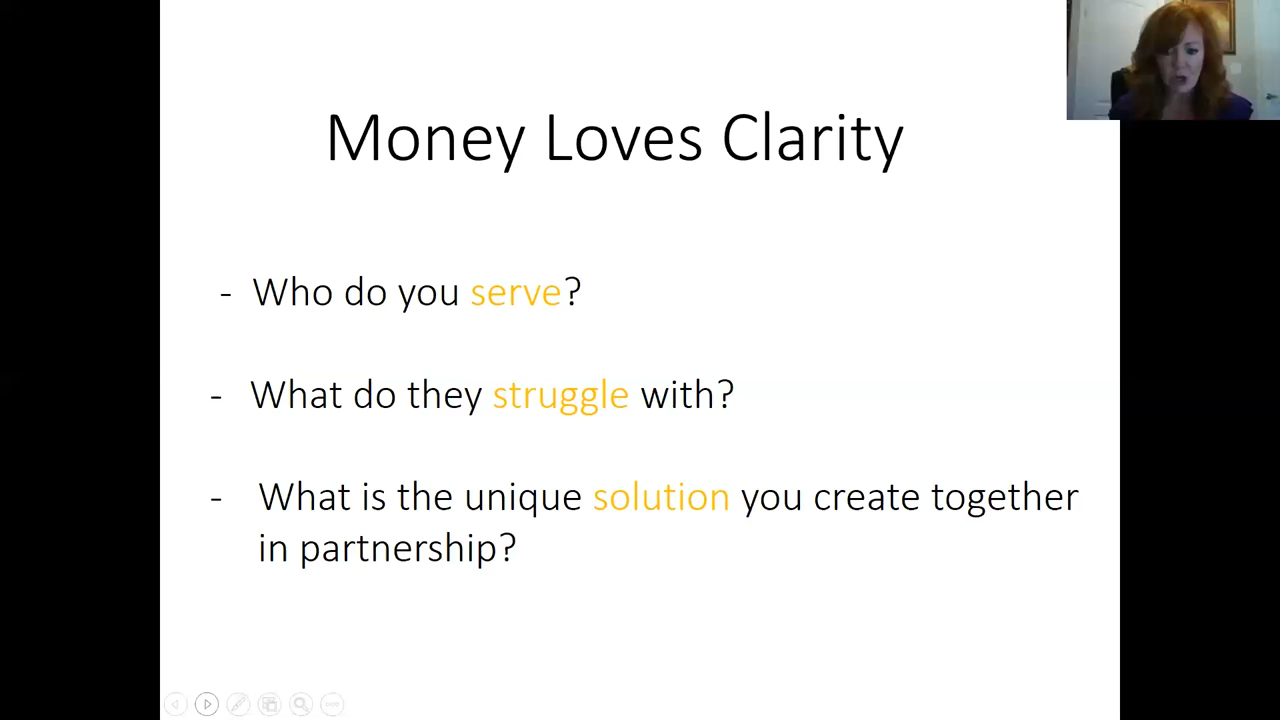 Money Loves Clarity
- Who do you serve?
- What do they struggle with?
- What is the unique solution you create together
in partnership?